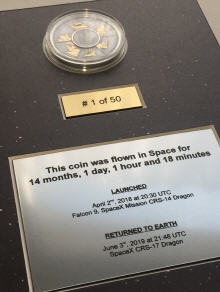 # 1 of 50
This coin was flown in Space for
14 months, 1 day, 1 hour and 18 minutes
LAUNCHED
April 2nd, 2018 at 20:30 UTC
Falcon 9, SpaceX Mission CRS-14 Dragon
RETURNED TO EARTH
June 3rd, 2019 at 21:48 UTC
SpaceX CRS-17 Dragon